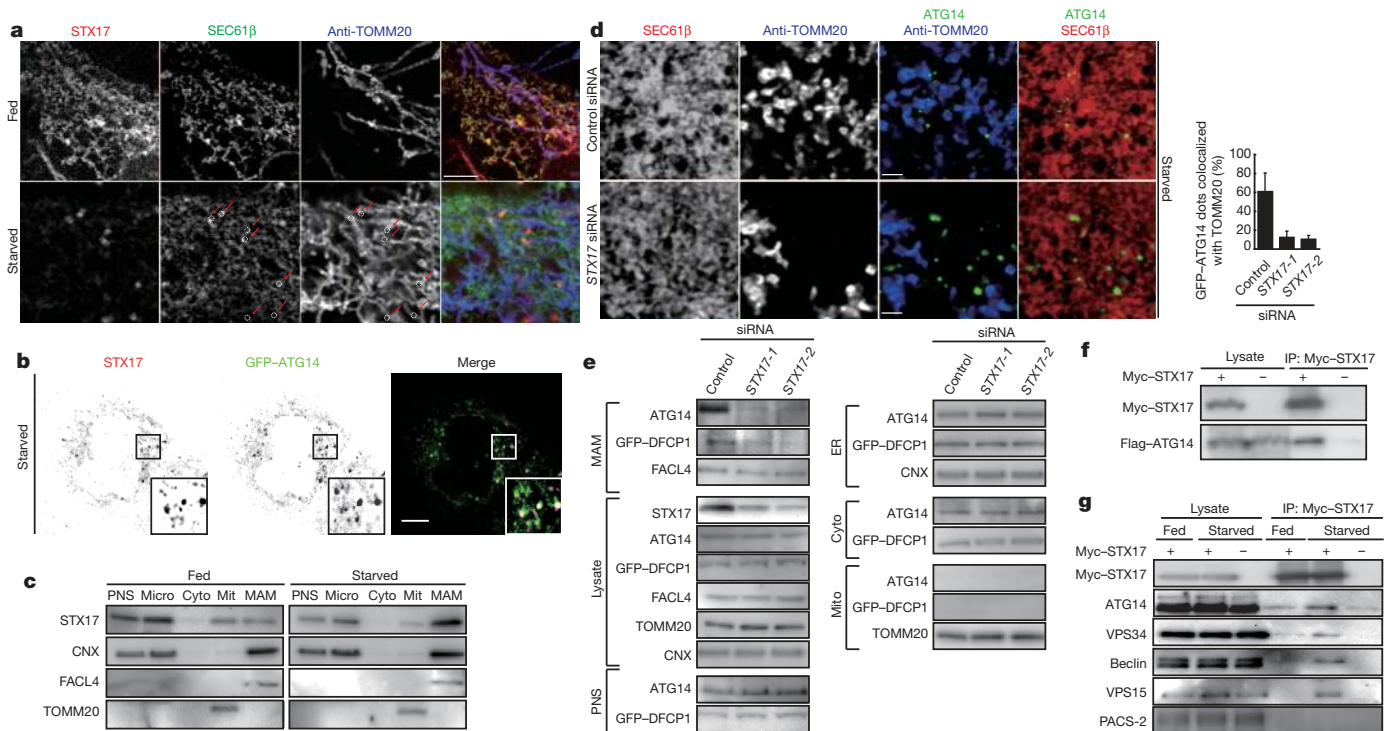 a
STX17 SEC61β Anti-TOMM20
Fed
Starved
b
STX17 GFP–ATG14 Merge
Starved
c
Fed Starved
PNS Micro Cyto Mit MAM PNS Micro Cyto Mit MAM
STX17
CNX
FACL4
TOMM20
d
SEC61β Anti-TOMM20 ATG14 Anti-TOMM20 ATG14 SEC61β
Control siRNA
STX17 siRNA
Starved
GFP–ATG14 dots colocalized with TOMM20 (%)
100
80
60
40
20
0
Control STX17-1 STX17-2
siRNA
e
siRNA
Control STX17-1 STX17-2
MAM
ATG14
GFP–DFCP1
FACL4
Lysate
STX17
ATG14
GFP–DFCP1
FACL4
TOMM20
CNX
PNS
ATG14
GFP–DFCP1
siRNA
Control STX17-1 STX17-2
ER
ATG14
GFP–DFCP1
CNX
Cyto
ATG14
GFP–DFCP1
Mito
ATG14
GFP–DFCP1
TOMM20
f
Lysate IP: Myc–STX17
Myc–STX17 + – + –
Myc–STX17
Flag–ATG14
g
Lysate IP: Myc–STX17
Fed Starved Fed Starved
Myc–STX17 + + – + + –
Myc–STX17
ATG14
VPS34
Beclin
VPS15
PACS-2